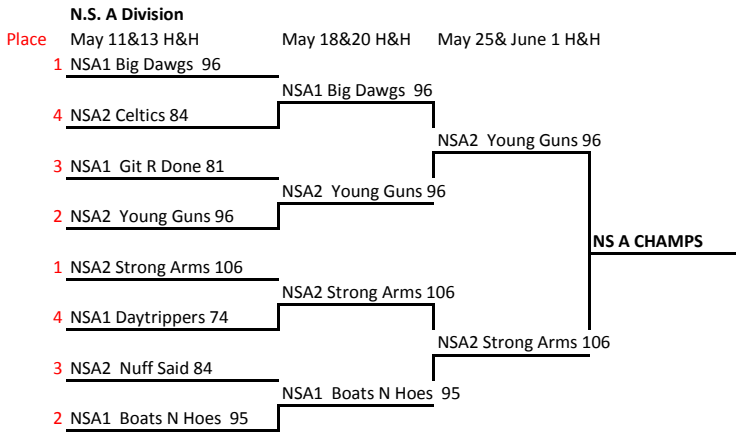 N.S. A Division
Place May 11&13 H&H May 18&20 H&H May 25& June 1 H&H
1 NSA1 Big Dawgs 96
NSA1 Big Dawgs 96
4 NSA2 Celtics 84
NSA2 Young Guns 96
3 NSA1 Git R Done 81
NSA2 Young Guns 96
2 NSA2 Young Guns 96
NS A CHAMPS
1 NSA2 Strong Arms 106
NSA2 Strong Arms 106
4 NSA1 Daytrippers 74
NSA2 Strong Arms 106
3 NSA2 Nuff Said 84
NSA1 Boats N Hoes 95
2 NSA1 Boats N Hoes 95